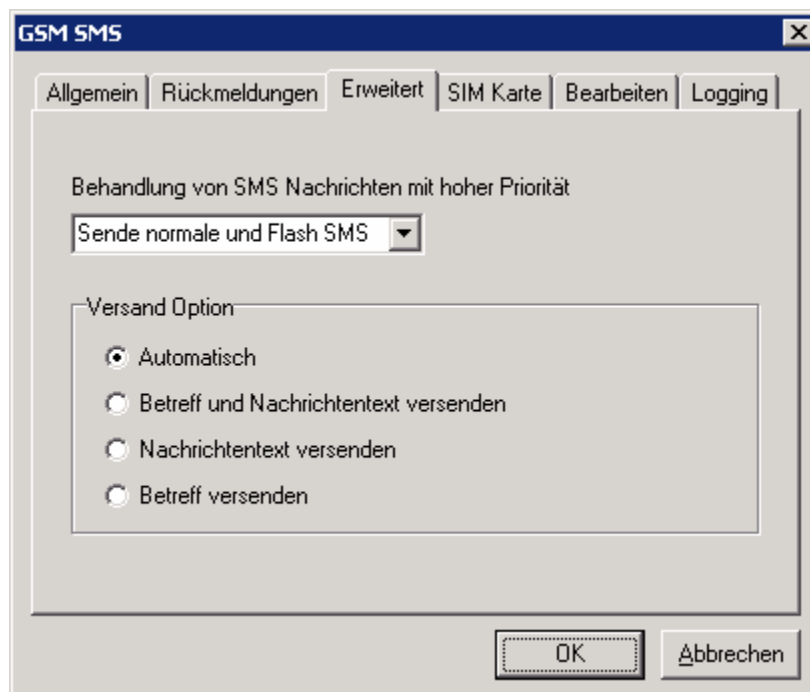 GSM SMS
Allgemein Rückmeldungen Erweitert SIM Karte Bearbeiten Logging
Behandlung von SMS Nachrichten mit hoher Priorität
Sende normale und Flash SMS
Versand Option
Automatisch
Betreff und Nachrichtentext versenden
Nachrichtentext versenden
Betreff versenden
OK Abbrechen